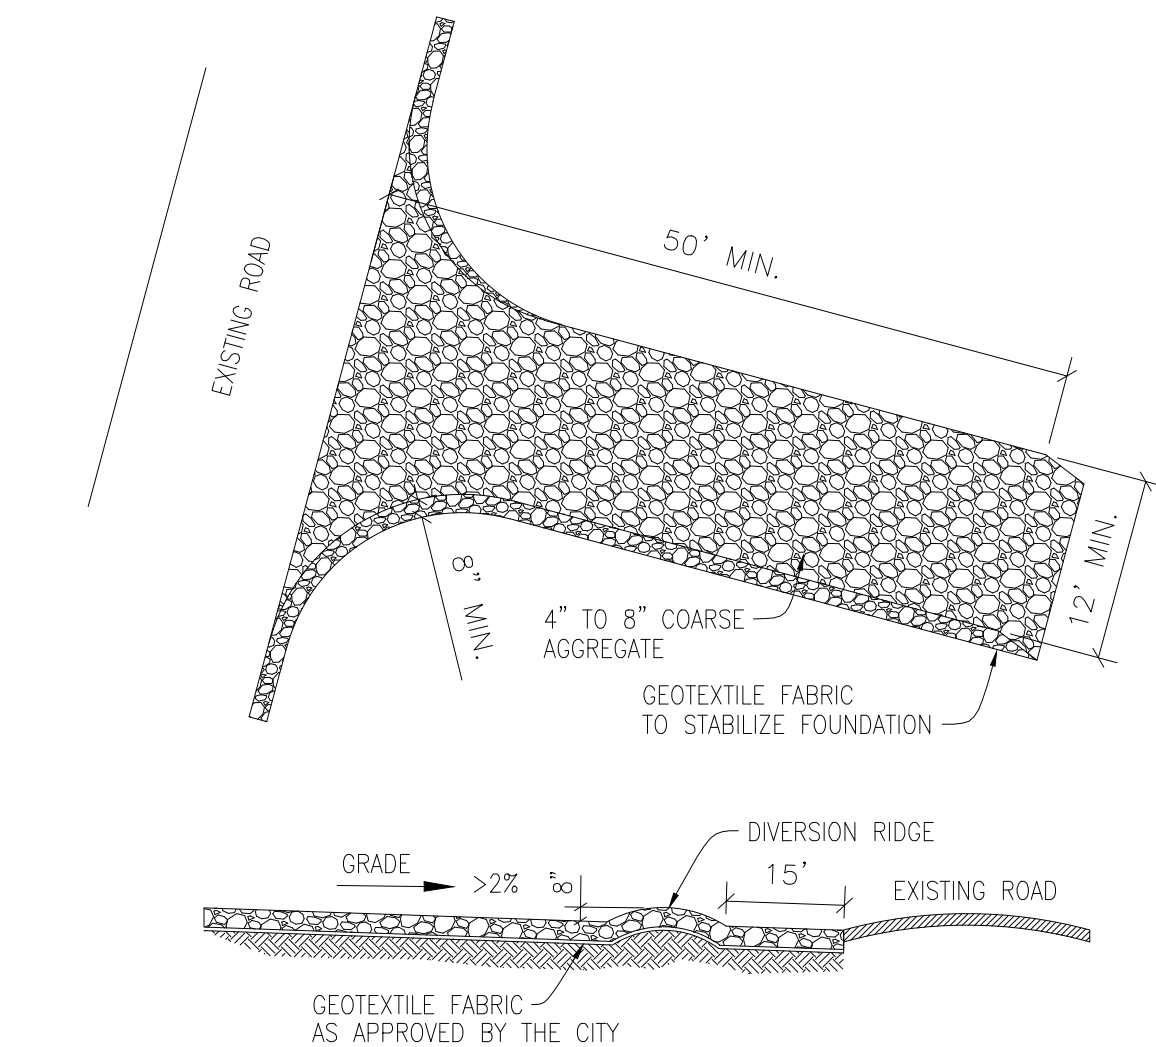 50' MIN.
EXISTING ROAD
12' MIN.
8" MIN.
4" TO 8" COARSE
AGGREGATE
GEOTEXTILE FABRIC
TO STABILIZE FOUNDATION
DIVERSION RIDGE
GRADE
>2%
8"
15'
EXISTING ROAD
GEOTEXTILE FABRIC
AS APPROVED BY THE CITY